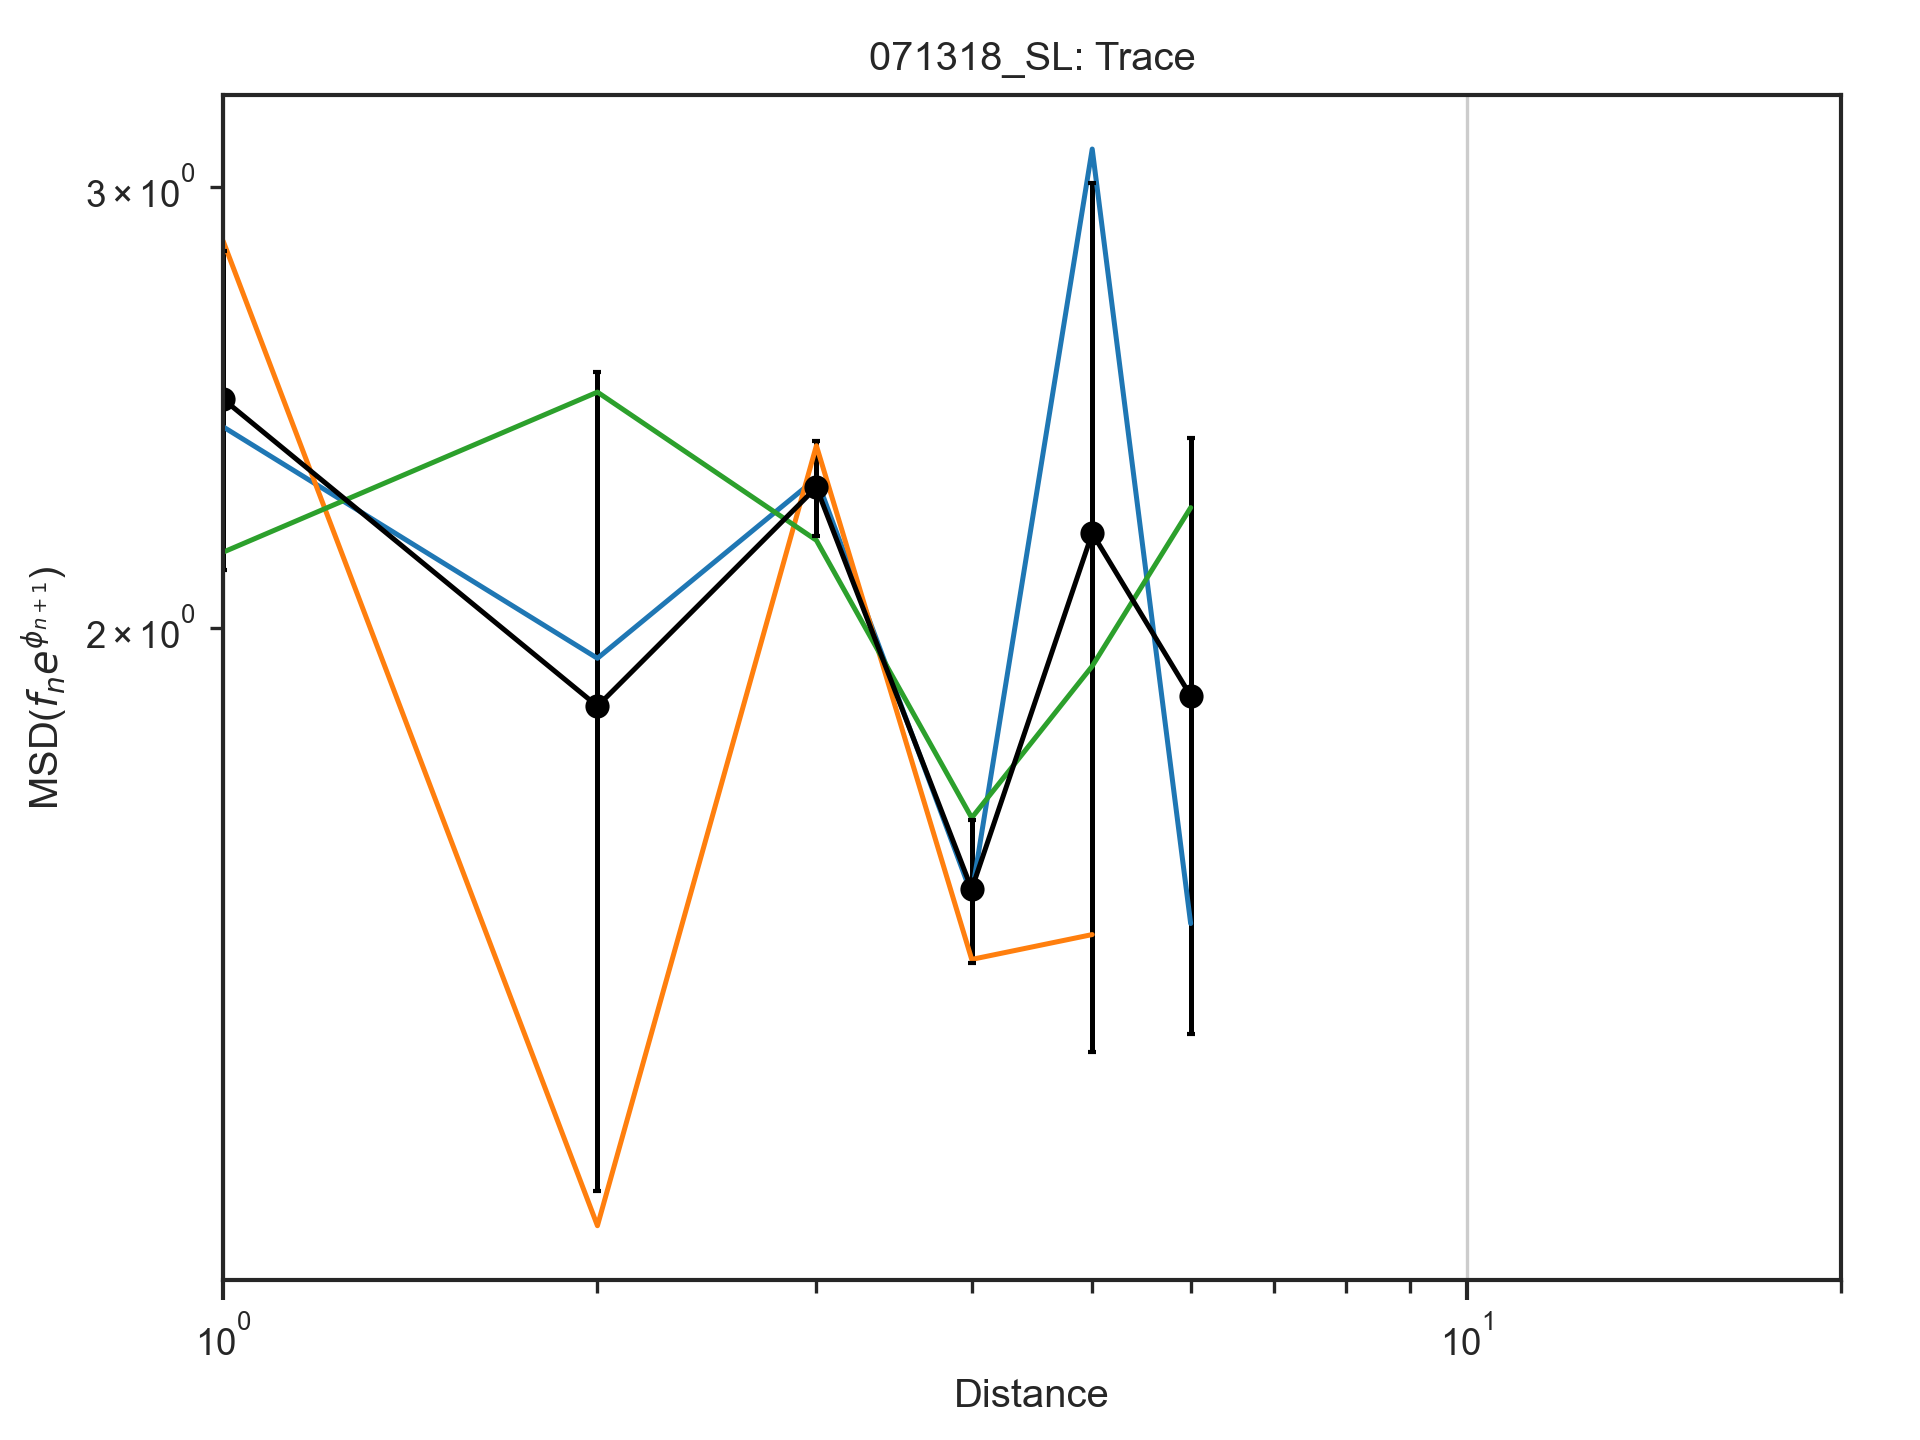 071318_SL: Trace
3 × 10⁰
2 × 10⁰
MSD(fₙe^{ϕₙ₊₁})
10⁰
10¹
Distance